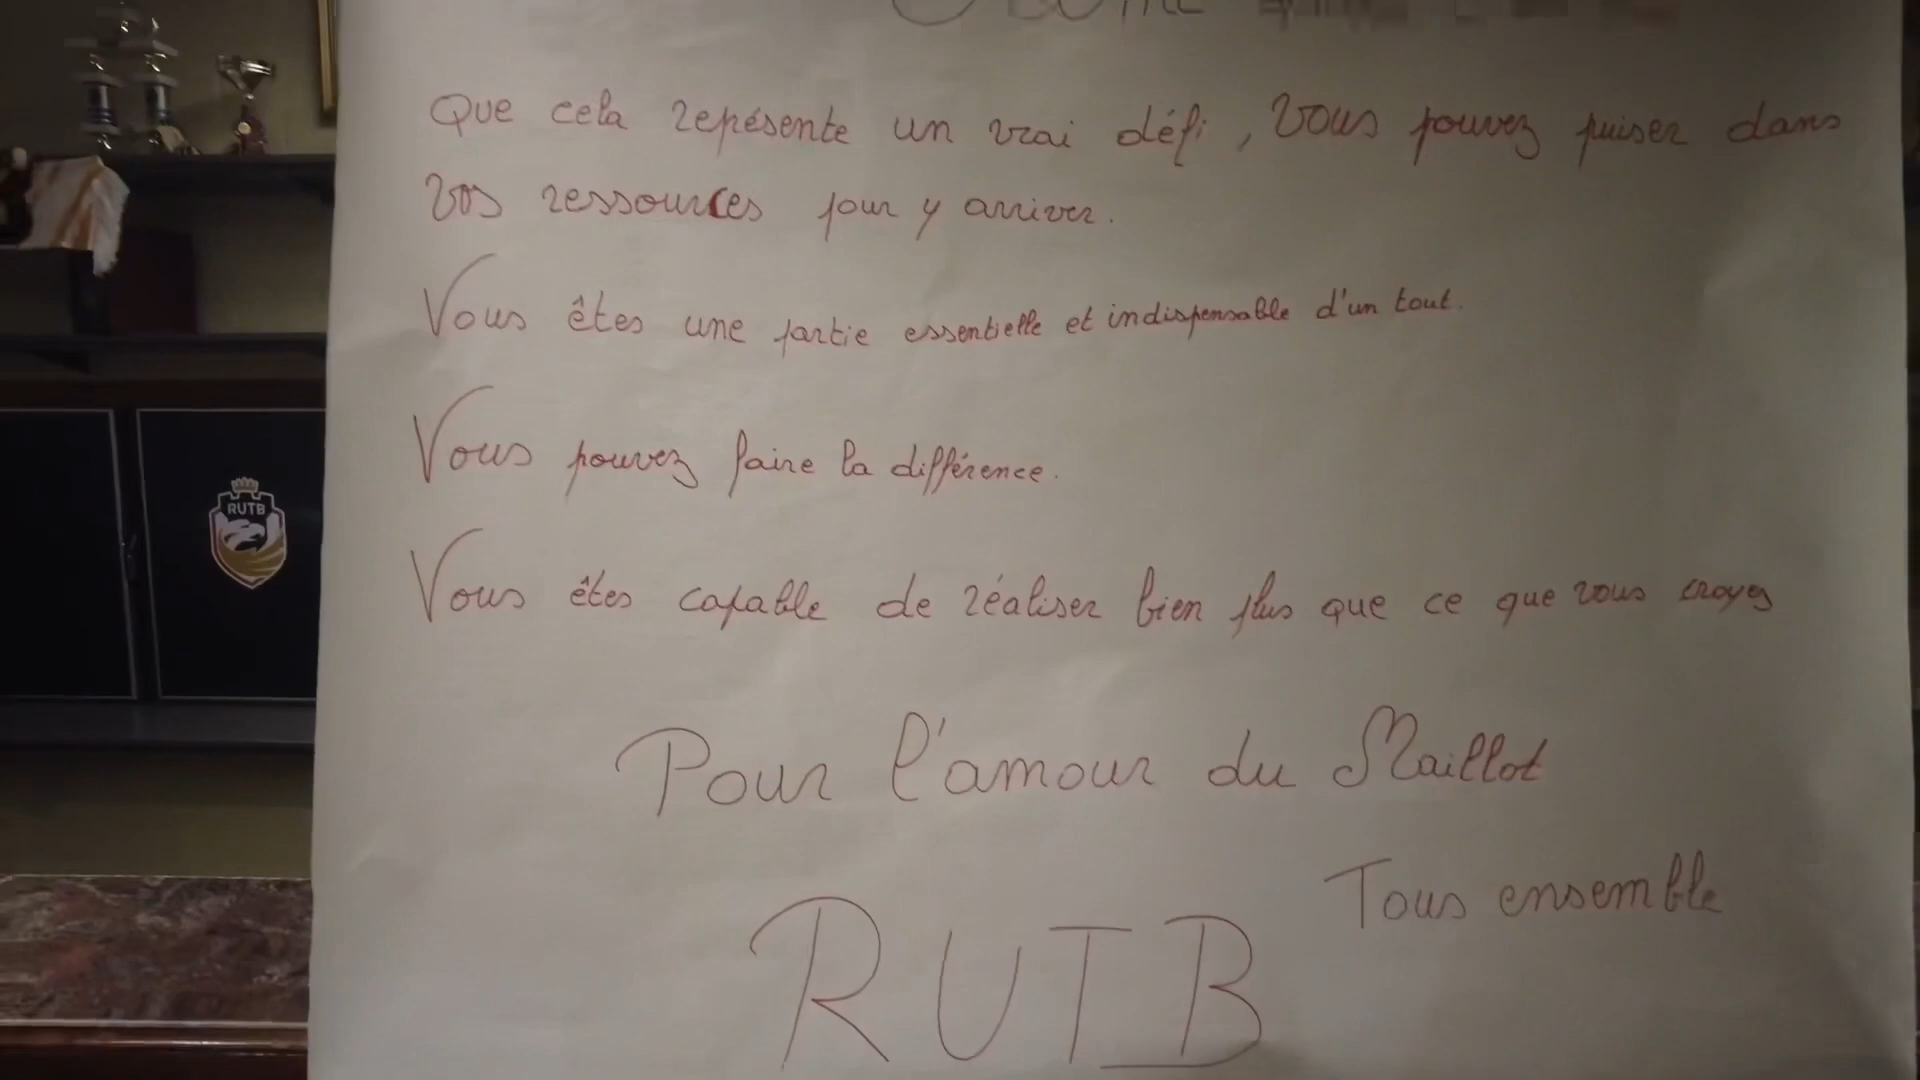 Que cela repésente un vrai défi, vous pouvez puiser dans
vos ressources pour y arriver.
Vous êtes une partie essentielle et indispensable d'un tout.
Vous pouvez faire la différence.
RUTB
Vous êtes capable de réaliser bien plus que ce que vous croyez
Pour l'amour du Maillot
Tous ensemble
RUTB